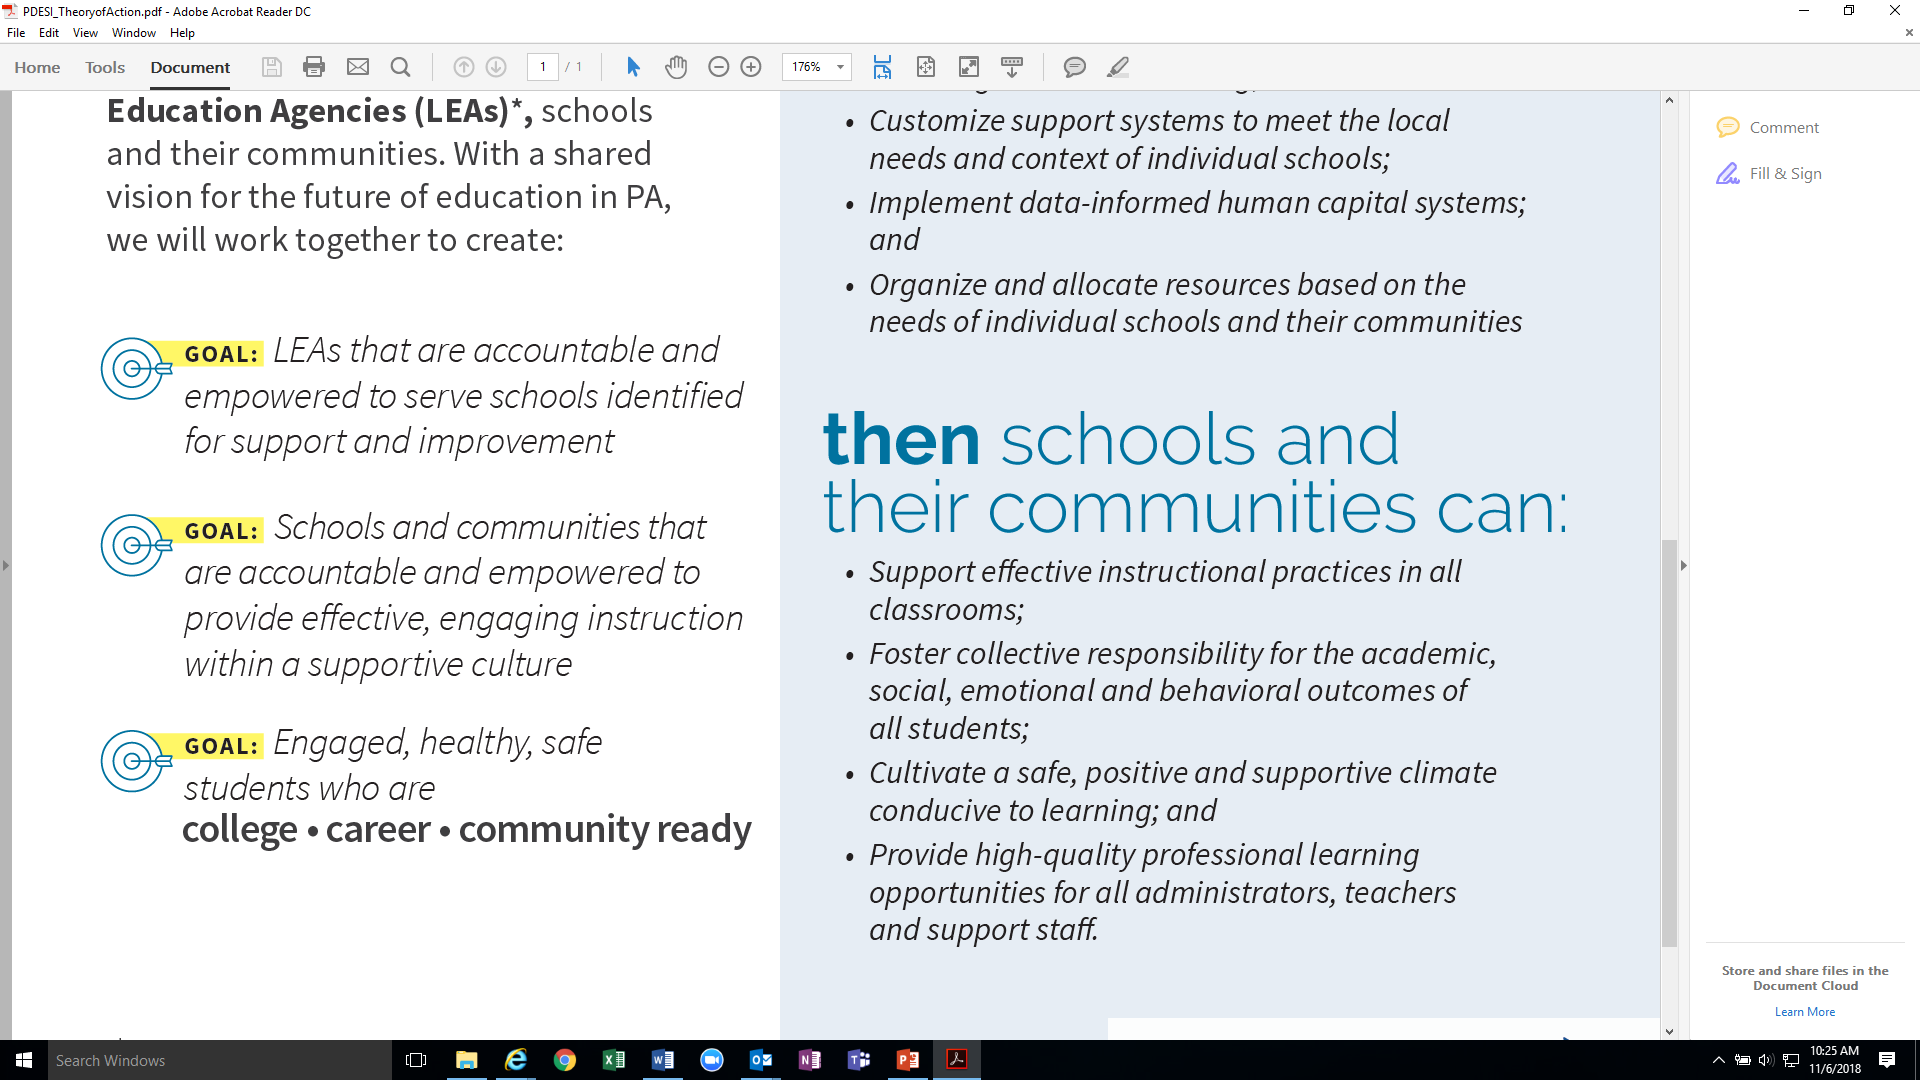 PDESI_TheoryofAction.pdf - Adobe Acrobat Reader DC
File Edit View Window Help
Home Tools Document 1 / 1 176%
Education Agencies (LEAs)*, schools
and their communities. With a shared
vision for the future of education in PA,
we will work together to create:
GOAL: LEAs that are accountable and
empowered to serve schools identified
for support and improvement
GOAL: Schools and communities that
are accountable and empowered to
provide effective, engaging instruction
within a supportive culture
GOAL: Engaged, healthy, safe
students who are
college • career • community ready
• Customize support systems to meet the local
needs and context of individual schools;
• Implement data-informed human capital systems;
and
• Organize and allocate resources based on the
needs of individual schools and their communities
then schools and
their communities can:
• Support effective instructional practices in all
classrooms;
• Foster collective responsibility for the academic,
social, emotional and behavioral outcomes of
all students;
• Cultivate a safe, positive and supportive climate
conducive to learning; and
• Provide high-quality professional learning
opportunities for all administrators, teachers
and support staff.
Comment
Fill & Sign
Store and share files in the
Document Cloud
Learn More
Search Windows
10:25 AM
11/6/2018